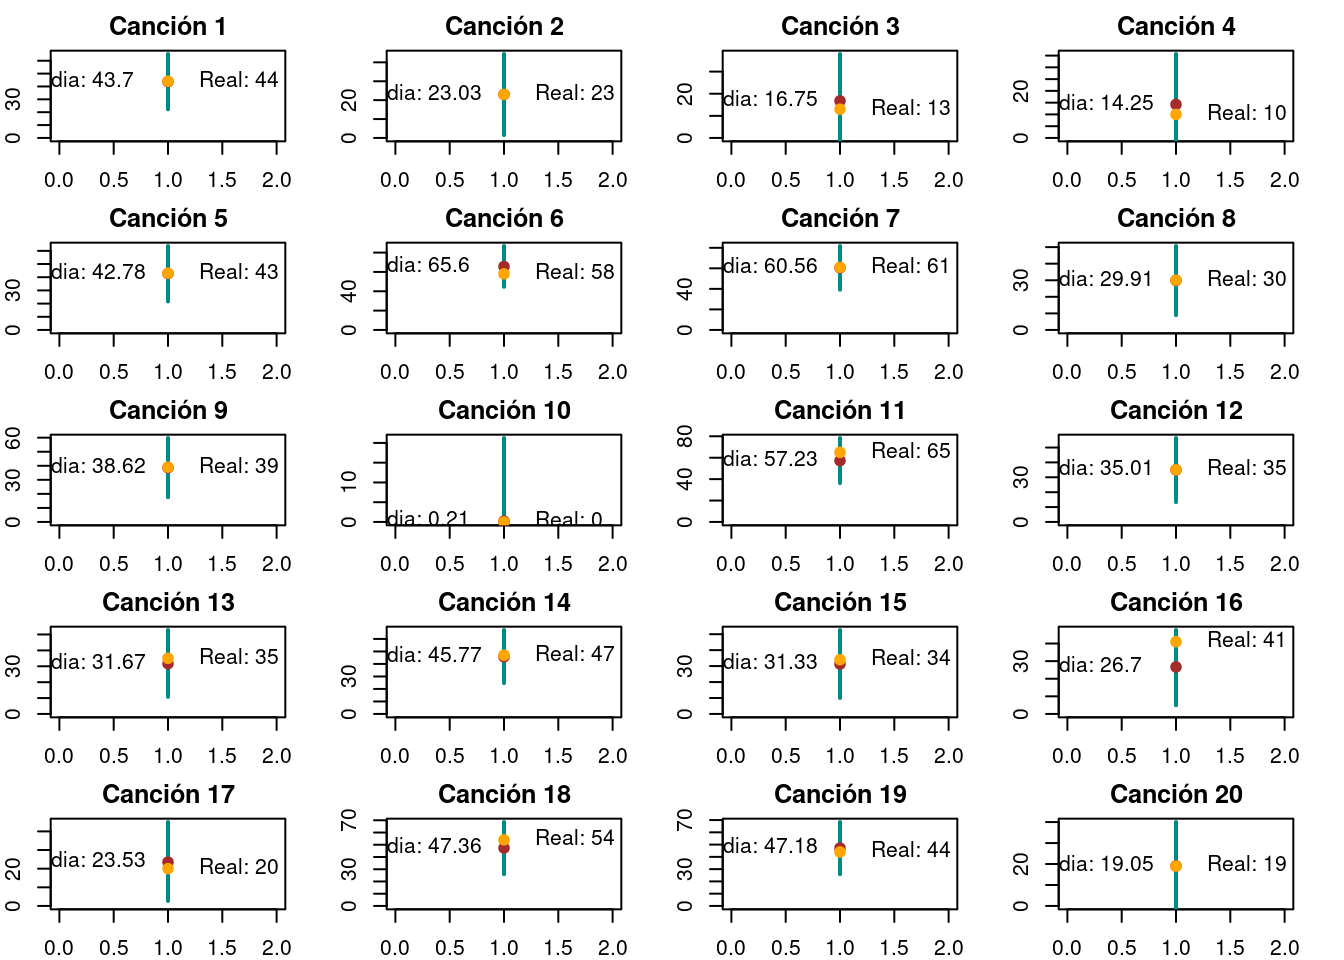 Canción 1
Canción 2
Canción 3
Canción 4
0 30
dia: 43.7 Real: 44
0 20
dia: 23.03 Real: 23
0 20
dia: 16.75 Real: 13
0 20
dia: 14.25 Real: 10
0.0 0.5 1.0 1.5 2.0
0.0 0.5 1.0 1.5 2.0
0.0 0.5 1.0 1.5 2.0
0.0 0.5 1.0 1.5 2.0
Canción 5
Canción 6
Canción 7
Canción 8
0 30
dia: 42.78 Real: 43
0 40
dia: 65.6 Real: 58
0 40
dia: 60.56 Real: 61
0 30
dia: 29.91 Real: 30
0.0 0.5 1.0 1.5 2.0
0.0 0.5 1.0 1.5 2.0
0.0 0.5 1.0 1.5 2.0
0.0 0.5 1.0 1.5 2.0
Canción 9
Canción 10
Canción 11
Canción 12
0 30 60
dia: 38.62 Real: 39
0 10
dia: 0.21 Real: 0
0 40 80
dia: 57.23 Real: 65
0 30
dia: 35.01 Real: 35
0.0 0.5 1.0 1.5 2.0
0.0 0.5 1.0 1.5 2.0
0.0 0.5 1.0 1.5 2.0
0.0 0.5 1.0 1.5 2.0
Canción 13
Canción 14
Canción 15
Canción 16
0 30
dia: 31.67 Real: 35
0 30
dia: 45.77 Real: 47
0 30
dia: 31.33 Real: 34
0 30
dia: 26.7 Real: 41
0.0 0.5 1.0 1.5 2.0
0.0 0.5 1.0 1.5 2.0
0.0 0.5 1.0 1.5 2.0
0.0 0.5 1.0 1.5 2.0
Canción 17
Canción 18
Canción 19
Canción 20
0 20
dia: 23.53 Real: 20
0 30 70
dia: 47.36 Real: 54
0 30 70
dia: 47.18 Real: 44
0 20
dia: 19.05 Real: 19
0.0 0.5 1.0 1.5 2.0
0.0 0.5 1.0 1.5 2.0
0.0 0.5 1.0 1.5 2.0
0.0 0.5 1.0 1.5 2.0